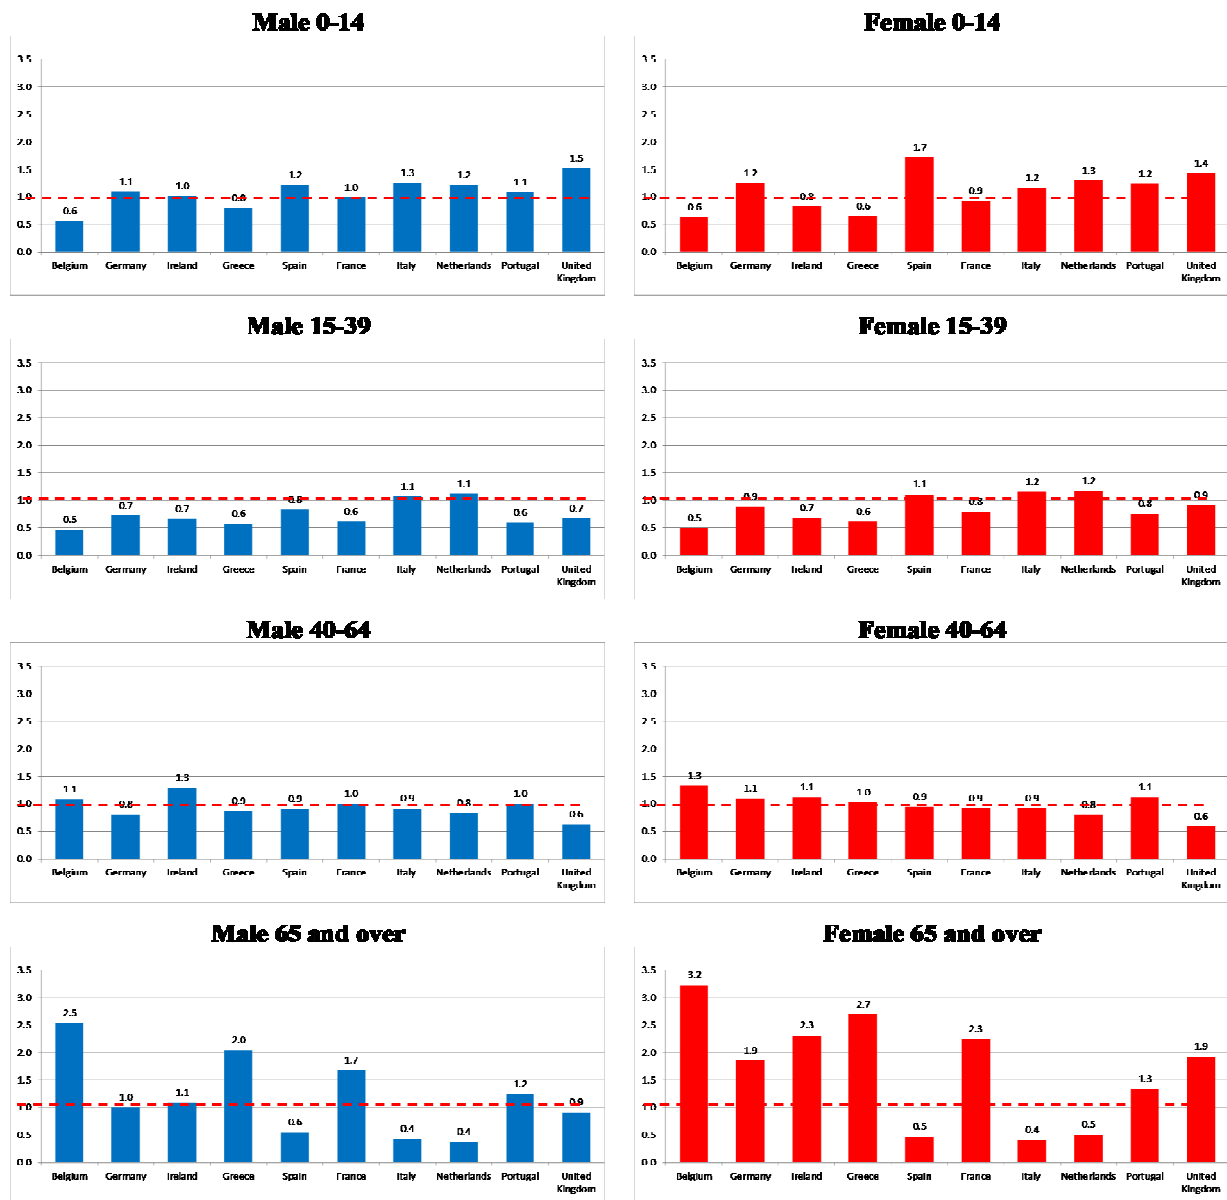 Male 0-14
3.5
3.0
2.5
2.0
1.5
1.0
0.5
0.0
0.6 1.1 1.0 0.8 1.2 1.0 1.3 1.2 1.1 1.5
Belgium Germany Ireland Greece Spain France Italy Netherlands Portugal United
Kingdom
Female 0-14
3.5
3.0
2.5
2.0
1.5
1.0
0.5
0.0
0.6 1.2 0.8 0.6 1.7 0.9 1.2 1.3 1.2 1.4
Belgium Germany Ireland Greece Spain France Italy Netherlands Portugal United
Kingdom
Male 15-39
3.5
3.0
2.5
2.0
1.5
1.0
0.5
0.0
0.5 0.7 0.7 0.6 0.8 0.6 1.1 1.1 0.6 0.7
Belgium Germany Ireland Greece Spain France Italy Netherlands Portugal United
Kingdom
Female 15-39
3.5
3.0
2.5
2.0
1.5
1.0
0.5
0.0
0.5 0.9 0.7 0.6 1.1 0.8 1.2 1.2 0.8 0.9
Belgium Germany Ireland Greece Spain France Italy Netherlands Portugal United
Kingdom
Male 40-64
3.5
3.0
2.5
2.0
1.5
1.0
0.5
0.0
1.1 0.8 1.3 0.9 0.9 1.0 0.9 0.8 1.0 0.6
Belgium Germany Ireland Greece Spain France Italy Netherlands Portugal United
Kingdom
Female 40-64
3.5
3.0
2.5
2.0
1.5
1.0
0.5
0.0
1.3 1.1 1.1 1.0 0.9 0.9 0.9 0.8 1.1 0.6
Belgium Germany Ireland Greece Spain France Italy Netherlands Portugal United
Kingdom
Male 65 and over
3.5
3.0
2.5
2.0
1.5
1.0
0.5
0.0
2.5 1.0 1.1 2.0 0.6 1.7 0.4 0.4 1.2 0.9
Belgium Germany Ireland Greece Spain France Italy Netherlands Portugal United
Kingdom
Female 65 and over
3.5
3.0
2.5
2.0
1.5
1.0
0.5
0.0
3.2 1.9 2.3 2.7 0.5 2.3 0.4 0.5 1.3 1.9
Belgium Germany Ireland Greece Spain France Italy Netherlands Portugal United
Kingdom